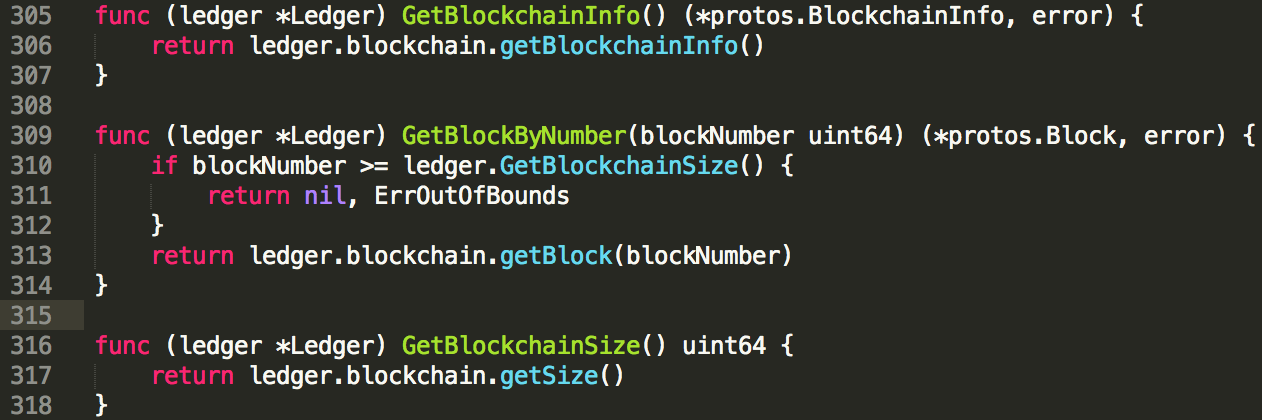 305 func (ledger *Ledger) GetBlockchainInfo() (*protos.BlockchainInfo, error) {
306     return ledger.blockchain.getBlockchainInfo()
307 }
308
309 func (ledger *Ledger) GetBlockByNumber(blockNumber uint64) (*protos.Block, error) {
310     if blockNumber >= ledger.GetBlockchainSize() {
311         return nil, ErrOutOfBounds
312     }
313     return ledger.blockchain.getBlock(blockNumber)
314 }
315
316 func (ledger *Ledger) GetBlockchainSize() uint64 {
317     return ledger.blockchain.getSize()
318 }